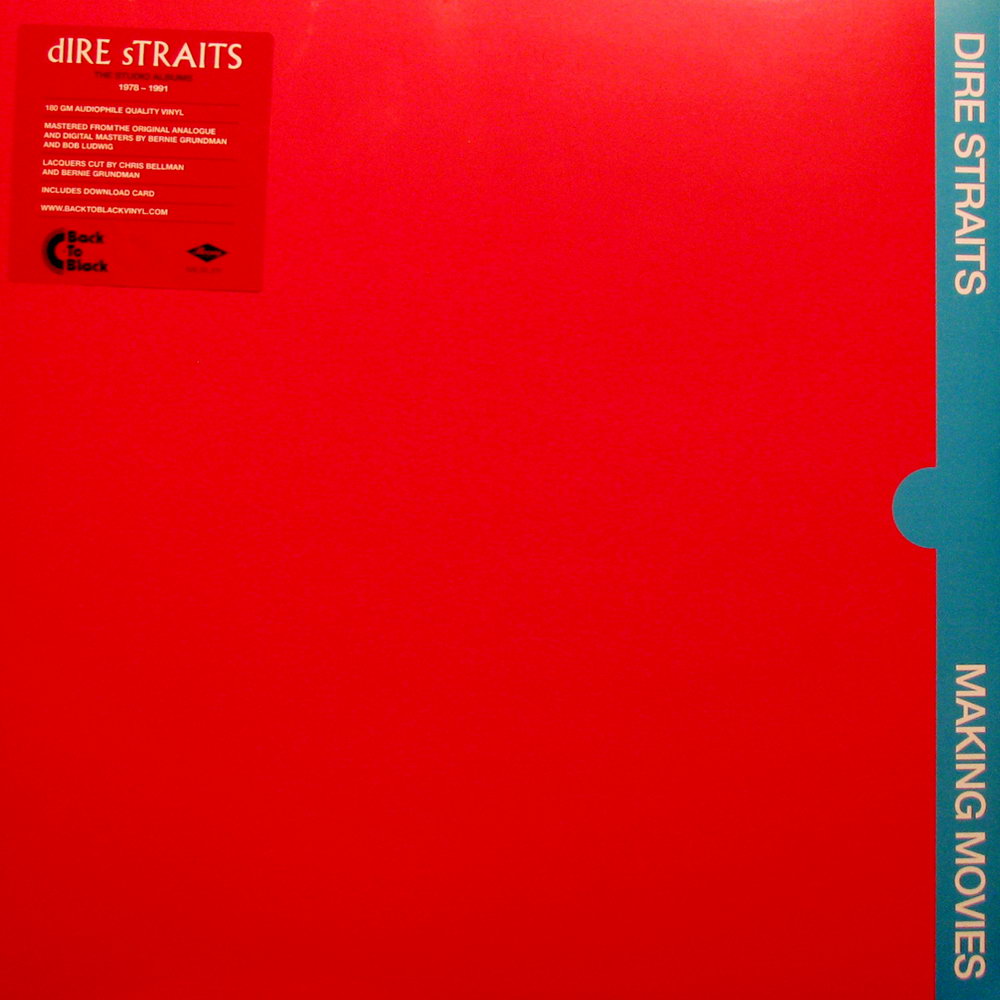 dIRE sTRAITS
THE STUDIO ALBUMS
1978 – 1991
180 GM AUDIOPHILE QUALITY VINYL
MASTERED FROM THE ORIGINAL ANALOGUE
AND DIGITAL MASTERS BY BERNIE GRUNDMAN
AND BOB LUDWIG
LACQUERS CUT BY CHRIS BELLMAN
AND BERNIE GRUNDMAN
INCLUDES DOWNLOAD CARD
WWW.BACKTOBLACKVINYL.COM
Back
To
Black
DIRE STRAITS
MAKING MOVIES